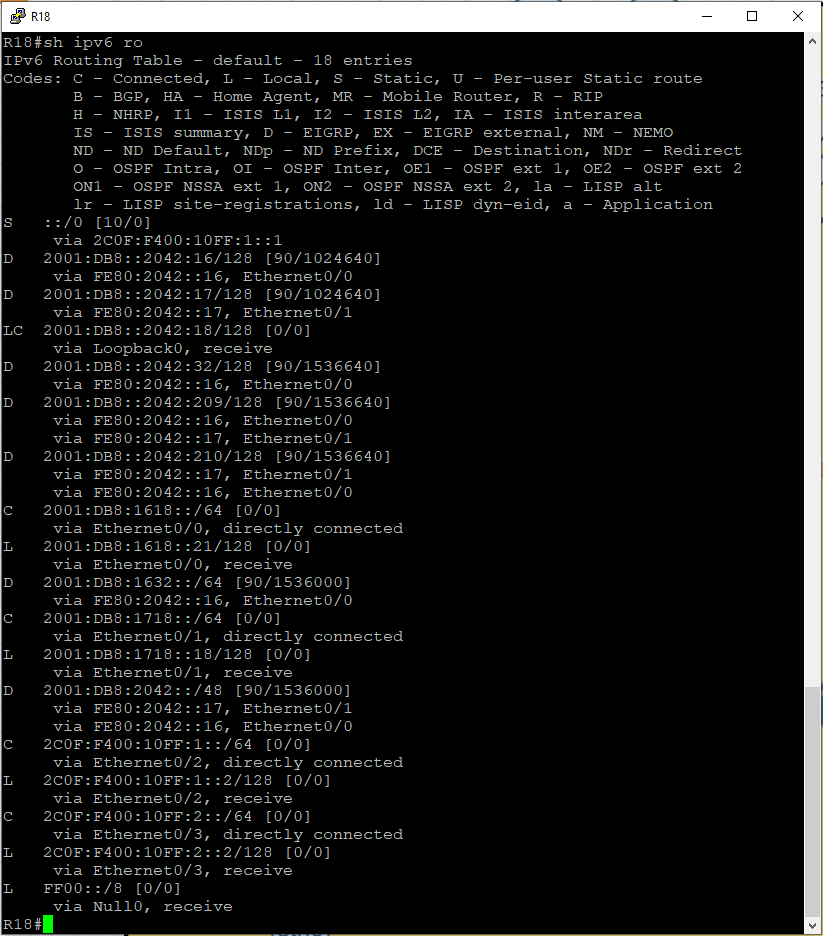 R18
R18#sh ipv6 ro
IPv6 Routing Table - default - 18 entries
Codes: C - Connected, L - Local, S - Static, U - Per-user Static route
       B - BGP, HA - Home Agent, MR - Mobile Router, R - RIP
       H - NHRP, I1 - ISIS L1, I2 - ISIS L2, IA - ISIS interarea
       IS - ISIS summary, D - EIGRP, EX - EIGRP external, NM - NEMO
       ND - ND Default, NDp - ND Prefix, DCE - Destination, NDr - Redirect
       O - OSPF Intra, OI - OSPF Inter, OE1 - OSPF ext 1, OE2 - OSPF ext 2
       ON1 - OSPF NSSA ext 1, ON2 - OSPF NSSA ext 2, la - LISP alt
       lr - LISP site-registrations, ld - LISP dyn-eid, a - Application
S   ::/0 [10/0]
     via 2C0F:F400:10FF:1::1
D   2001:DB8::2042:16/128 [90/1024640]
     via FE80:2042::16, Ethernet0/0
D   2001:DB8::2042:17/128 [90/1024640]
     via FE80:2042::17, Ethernet0/1
LC  2001:DB8::2042:18/128 [0/0]
     via Loopback0, receive
D   2001:DB8::2042:32/128 [90/1536640]
     via FE80:2042::16, Ethernet0/0
D   2001:DB8::2042:209/128 [90/1536640]
     via FE80:2042::16, Ethernet0/0
     via FE80:2042::17, Ethernet0/1
D   2001:DB8::2042:210/128 [90/1536640]
     via FE80:2042::17, Ethernet0/1
     via FE80:2042::16, Ethernet0/0
C   2001:DB8:1618::/64 [0/0]
     via Ethernet0/0, directly connected
L   2001:DB8:1618::21/128 [0/0]
     via Ethernet0/0, receive
D   2001:DB8:1632::/64 [90/1536000]
     via FE80:2042::16, Ethernet0/0
C   2001:DB8:1718::/64 [0/0]
     via Ethernet0/1, directly connected
L   2001:DB8:1718::18/128 [0/0]
     via Ethernet0/1, receive
D   2001:DB8:2042::/48 [90/1536000]
     via FE80:2042::17, Ethernet0/1
     via FE80:2042::16, Ethernet0/0
C   2C0F:F400:10FF:1::/64 [0/0]
     via Ethernet0/2, directly connected
L   2C0F:F400:10FF:1::2/128 [0/0]
     via Ethernet0/2, receive
C   2C0F:F400:10FF:2::/64 [0/0]
     via Ethernet0/3, directly connected
L   2C0F:F400:10FF:2::2/128 [0/0]
     via Ethernet0/3, receive
L   FF00::/8 [0/0]
     via Null0, receive
R18#